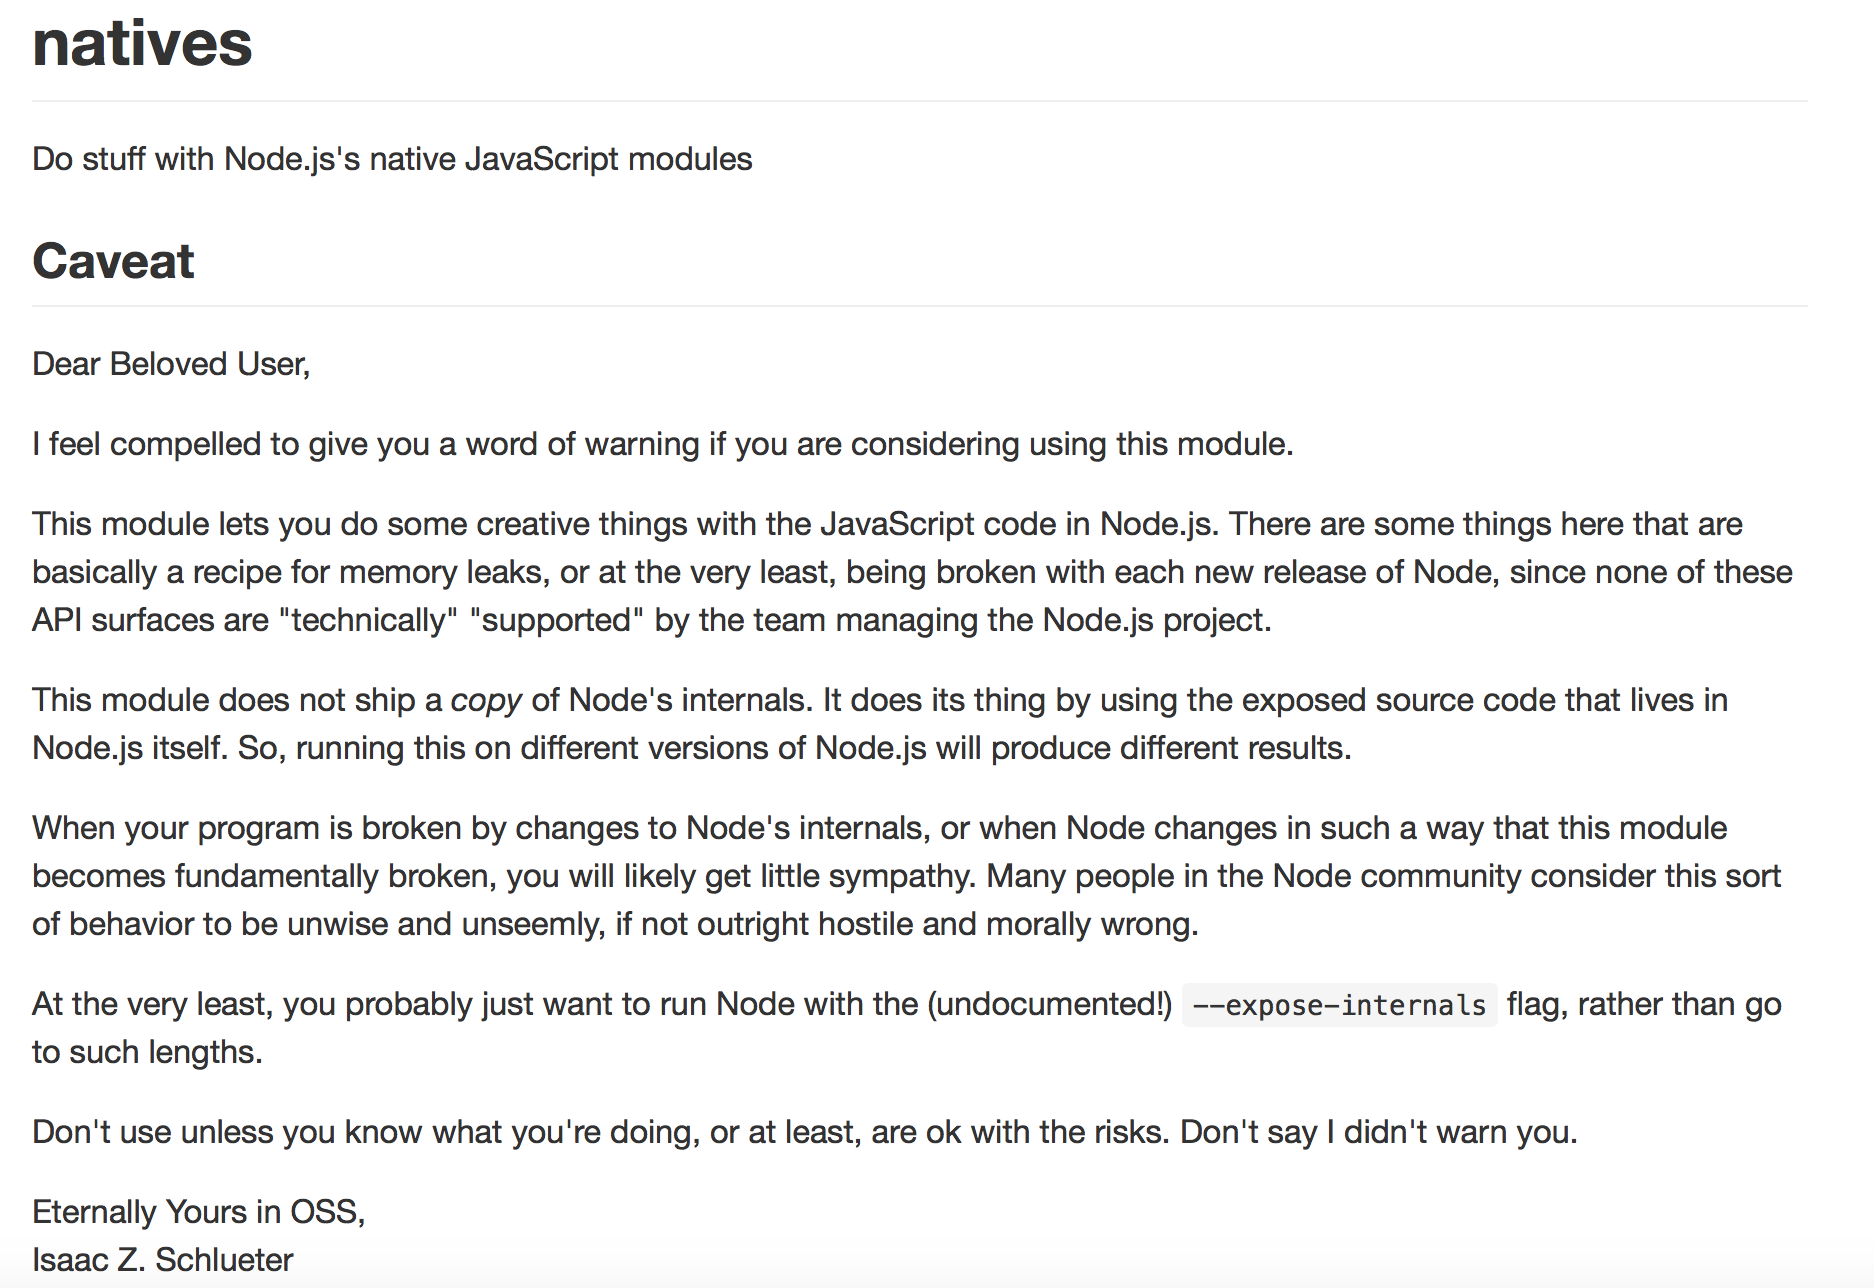 natives
Do stuff with Node.js's native JavaScript modules
Caveat
Dear Beloved User,
I feel compelled to give you a word of warning if you are considering using this module.
This module lets you do some creative things with the JavaScript code in Node.js. There are some things here that are
basically a recipe for memory leaks, or at the very least, being broken with each new release of Node, since none of these
API surfaces are "technically" "supported" by the team managing the Node.js project.
This module does not ship a copy of Node's internals. It does its thing by using the exposed source code that lives in
Node.js itself. So, running this on different versions of Node.js will produce different results.
When your program is broken by changes to Node's internals, or when Node changes in such a way that this module
becomes fundamentally broken, you will likely get little sympathy. Many people in the Node community consider this sort
of behavior to be unwise and unseemly, if not outright hostile and morally wrong.
At the very least, you probably just want to run Node with the (undocumented!) --expose-internals flag, rather than go
to such lengths.
Don't use unless you know what you're doing, or at least, are ok with the risks. Don't say I didn't warn you.
Eternally Yours in OSS,
Isaac Z. Schlueter